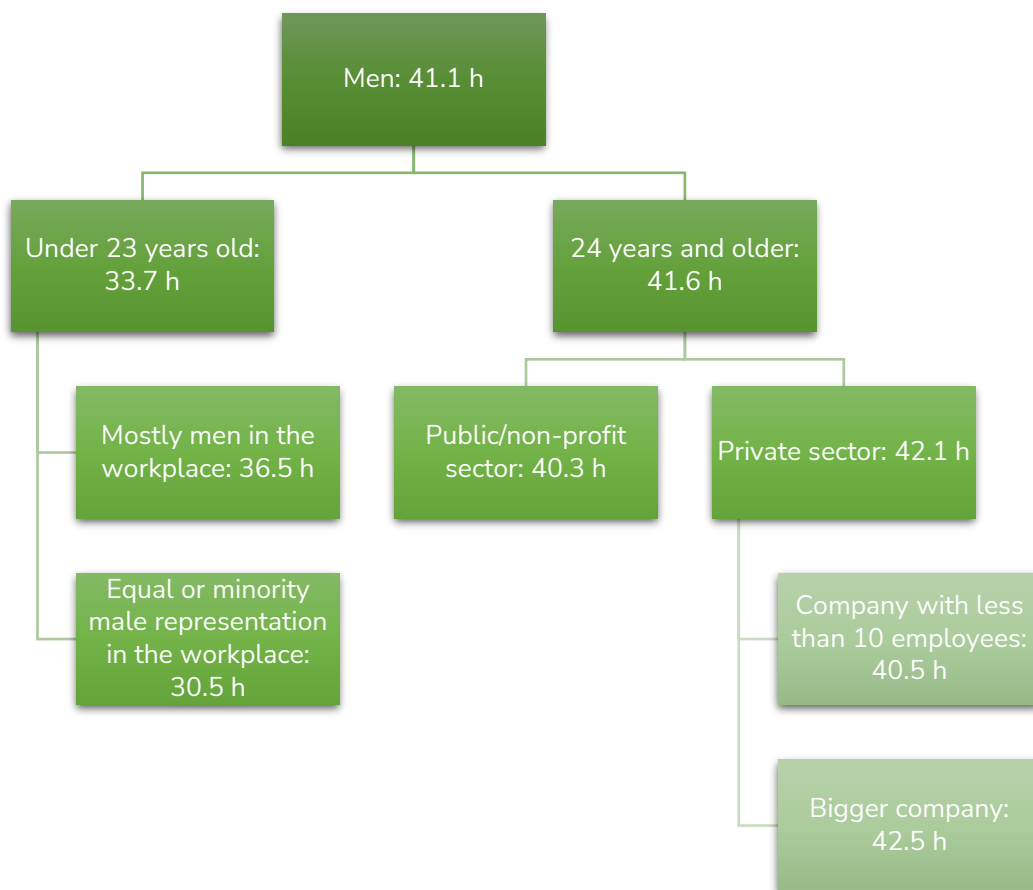 Men: 41.1 h
Under 23 years old:
33.7 h
24 years and older:
41.6 h
Mostly men in the
workplace: 36.5 h
Public/non-profit
sector: 40.3 h
Private sector: 42.1 h
Equal or minority
male representation
in the workplace:
30.5 h
Company with less
than 10 employees:
40.5 h
Bigger company:
42.5 h